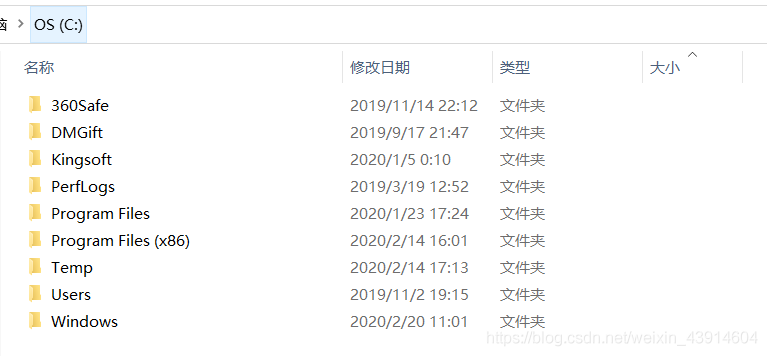 脑 > OS (C:)
名称 修改日期 类型 大小
360Safe 2019/11/14 22:12 文件夹
DMGift 2019/9/17 21:47 文件夹
Kingsoft 2020/1/5 0:10 文件夹
PerfLogs 2019/3/19 12:52 文件夹
Program Files 2020/1/23 17:24 文件夹
Program Files (x86) 2020/2/14 16:01 文件夹
Temp 2020/2/14 17:13 文件夹
Users 2019/11/2 19:15 文件夹
Windows 2020/2/20 11:01 文件夹
https://blog.csdn.net/weixin_43914604